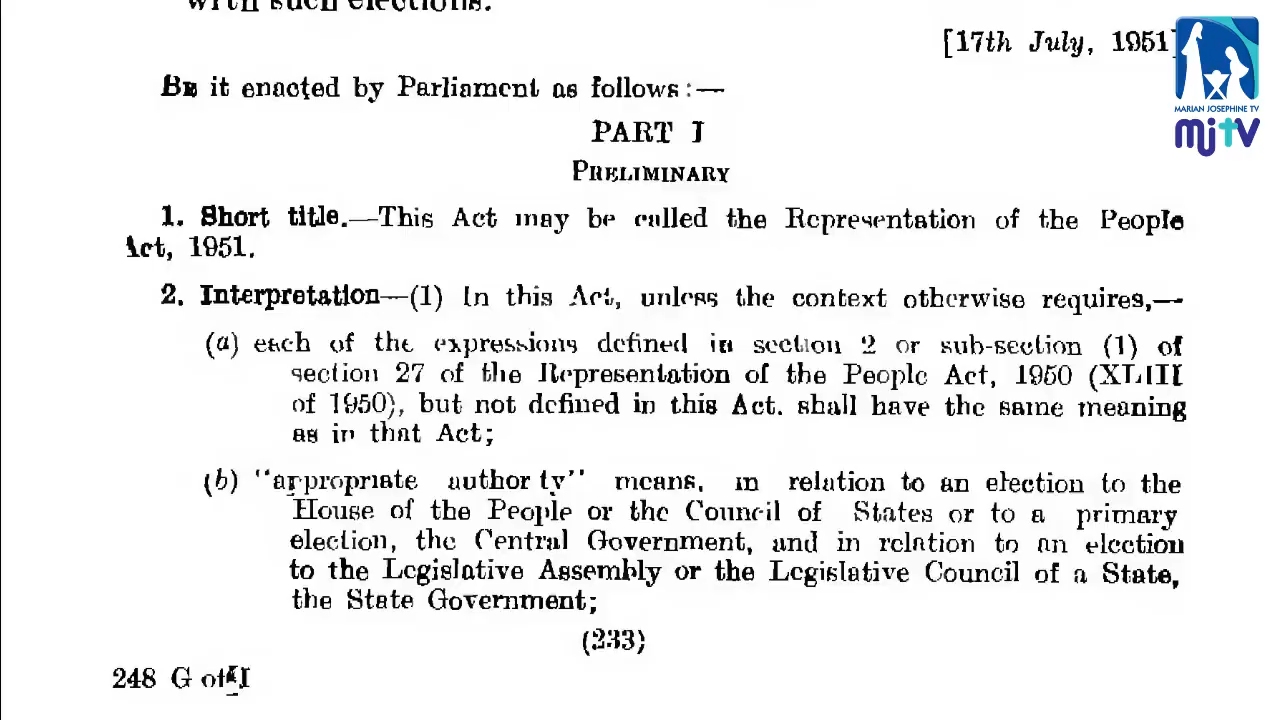 with such elections.
[17th July, 1951]
BE it enacted by Parliament as follows:—
PART I
PRELIMINARY
1. Short title.—This Act may be called the Representation of the People
Act, 1951.
2. Interpretation—(1) In this Act, unless the context otherwise requires,—
(a) each of the expressions defined in section 2 or sub-section (1) of
section 27 of the Representation of the People Act, 1950 (XLIII
of 1950), but not defined in this Act. shall have the same meaning
as in that Act;
(b) "appropriate authority" means, in relation to an election to the
House of the People or the Council of States or to a primary
election, the Central Government, and in relation to an election
to the Legislative Assembly or the Legislative Council of a State,
the State Government;
(233)
248 G of I
MARIAN JOSEPHINE TV
mjtv